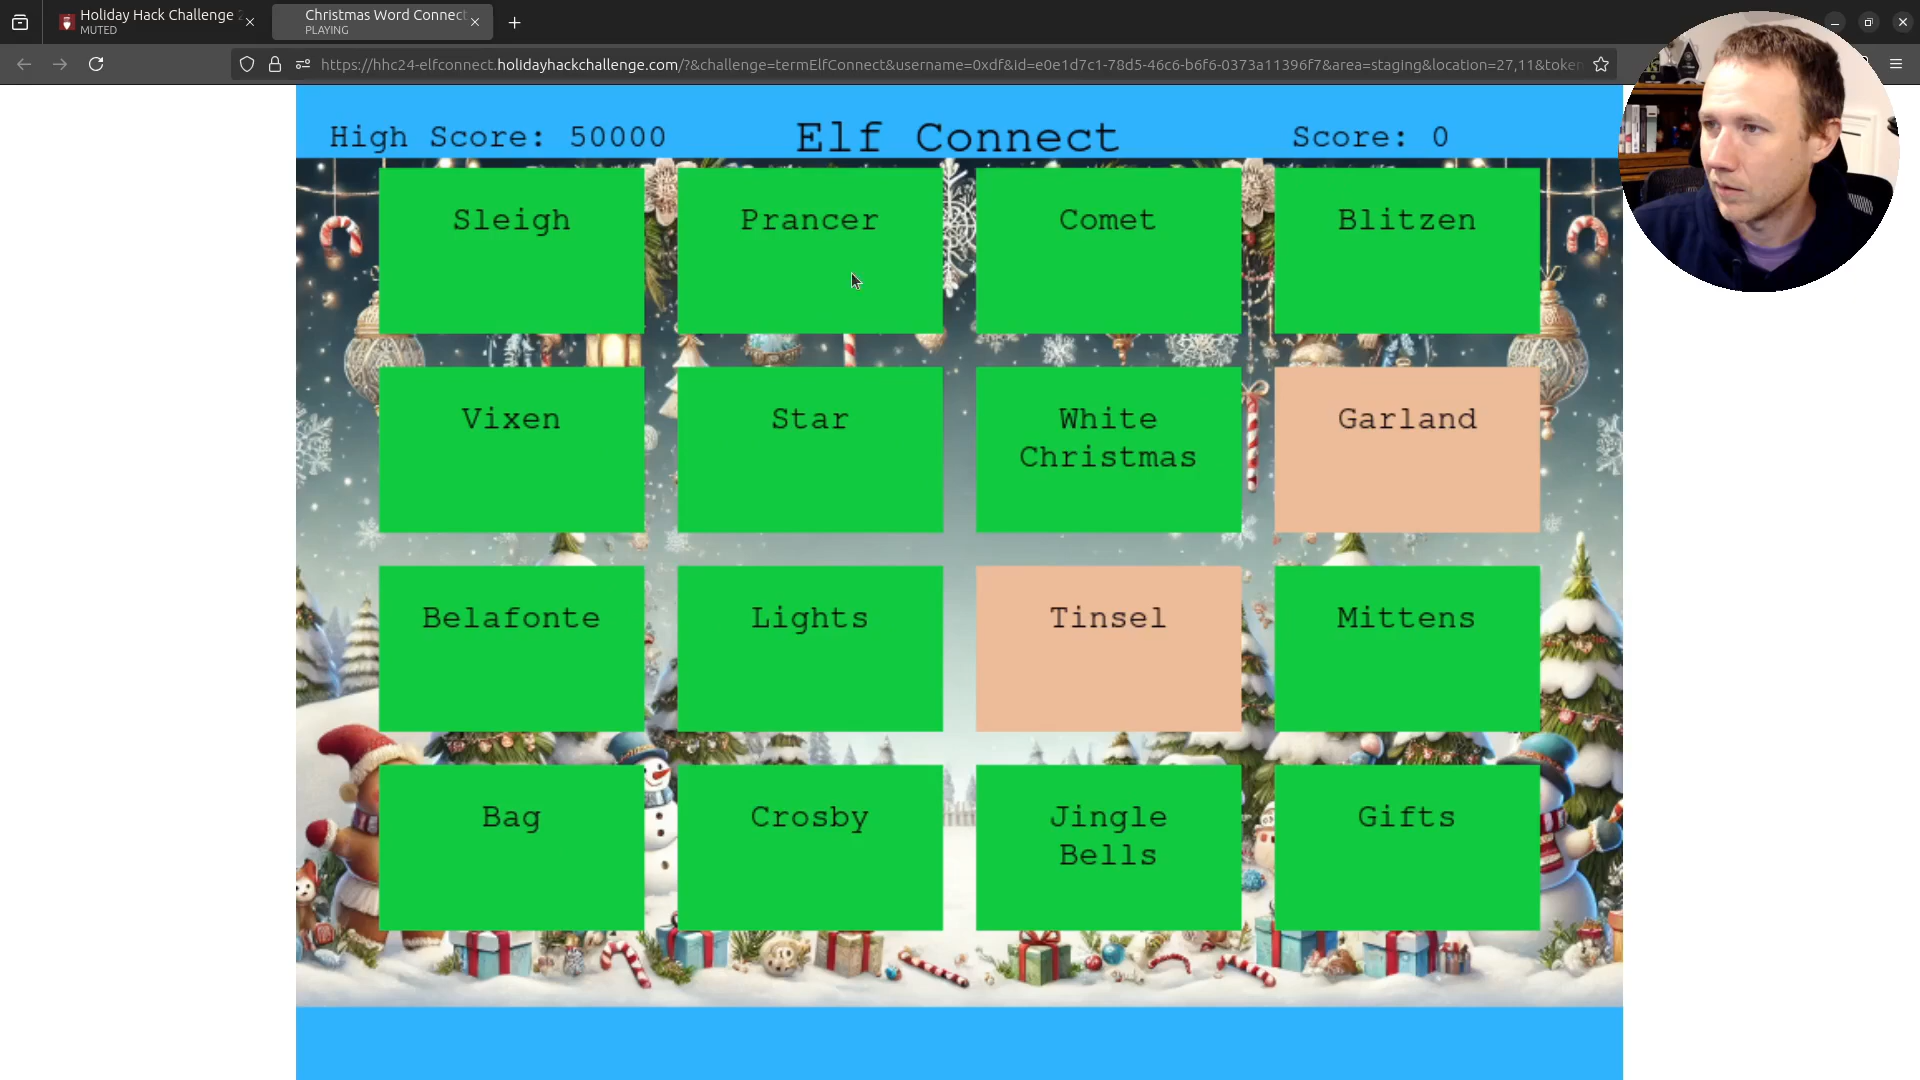 Holiday Hack Challenge 2
MUTED
Christmas Word Connect
PLAYING
https://hhc24-elfconnect.holidayhackchallenge.com/?&challenge=termElfConnect&username=0xdf&id=e0e1d7c1-78d5-46c6-b6f6-0373a11396f7&area=staging&location=27,11&token
High Score: 50000
Elf Connect
Score: 0
Sleigh
Prancer
Comet
Blitzen
Vixen
Star
White
Christmas
Garland
Belafonte
Lights
Tinsel
Mittens
Bag
Crosby
Jingle
Bells
Gifts